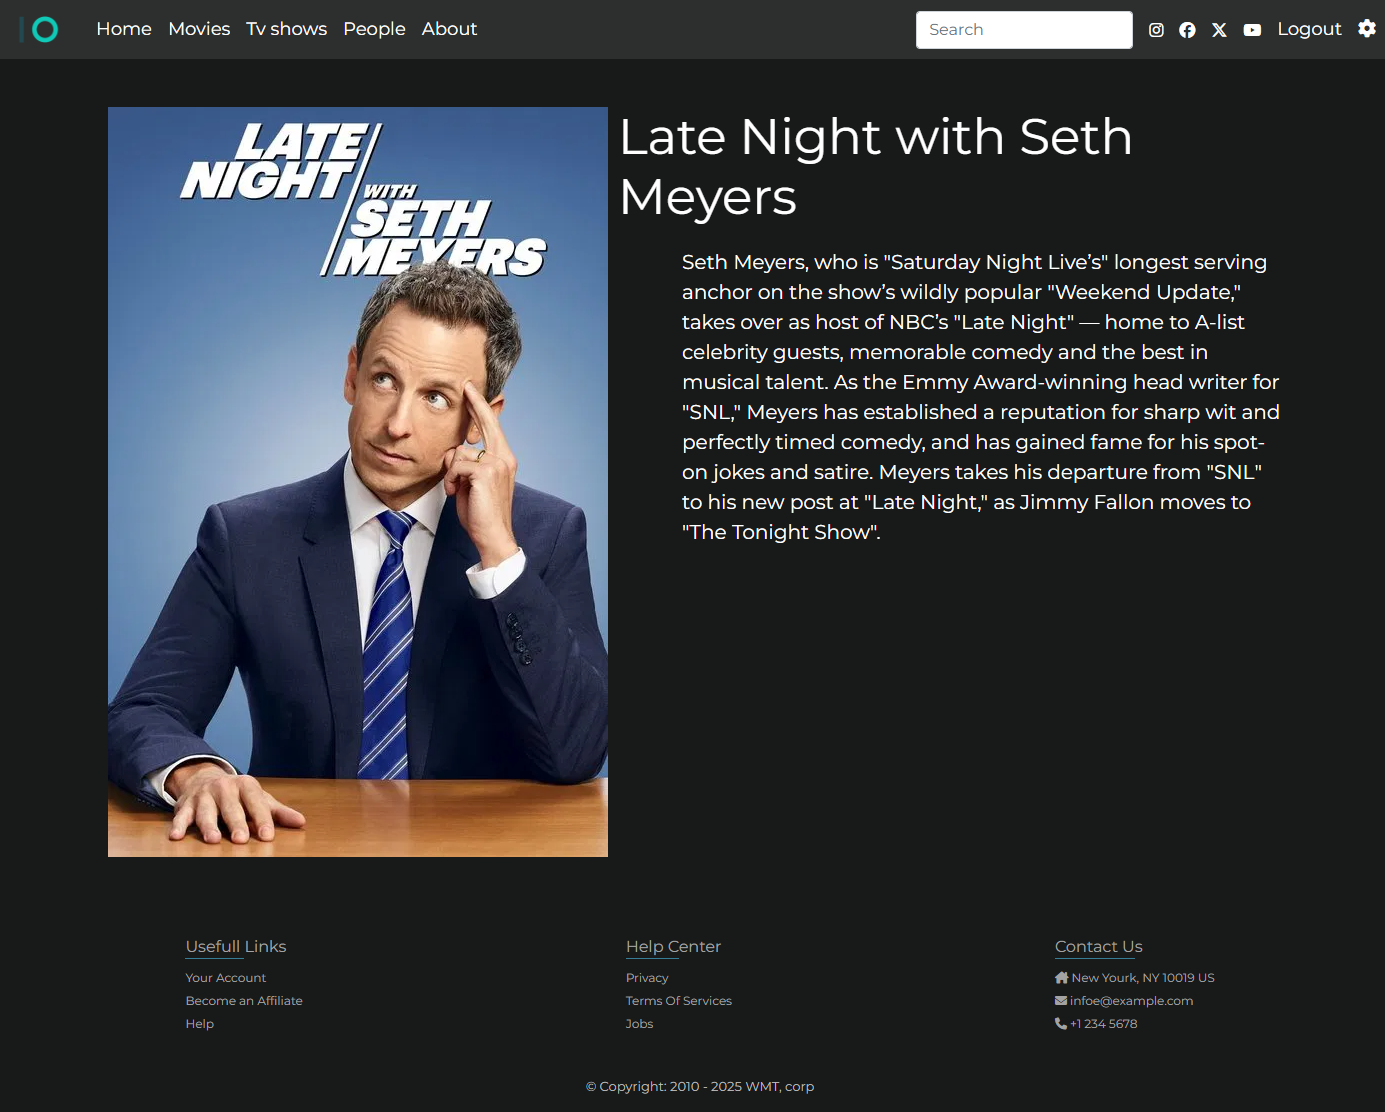 IO
Home Movies Tv shows People About Search Logout
LATE
NIGHT
WITH
SETH
MEYERS
Late Night with Seth
Meyers
Seth Meyers, who is "Saturday Night Live’s" longest serving
anchor on the show’s wildly popular "Weekend Update,"
takes over as host of NBC’s "Late Night" — home to A-list
celebrity guests, memorable comedy and the best in
musical talent. As the Emmy Award-winning head writer for
"SNL," Meyers has established a reputation for sharp wit and
perfectly timed comedy, and has gained fame for his spot-
on jokes and satire. Meyers takes his departure from "SNL"
to his new post at "Late Night," as Jimmy Fallon moves to
"The Tonight Show".
Usefull Links
Your Account
Become an Affiliate
Help
Help Center
Privacy
Terms Of Services
Jobs
Contact Us
New Yourk, NY 10019 US
infoe@example.com
+1 234 5678
© Copyright: 2010 - 2025 WMT, corp